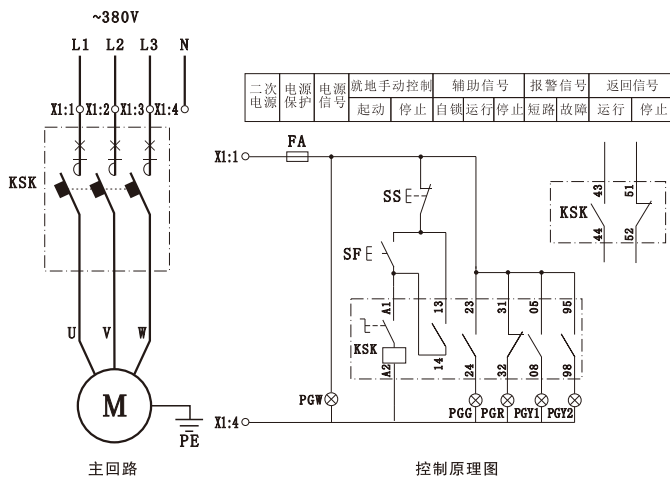 ~380V
L1 L2 L3 N
X1:1 X1:2 X1:3 X1:4
KSK
U V W
M
PE
主回路
二次电源 电源保护 电源信号 就地手动控制 辅助信号 报警信号 返回信号
起动 停止 自锁 运行 停止 短路 故障 运行 停止
X1:1 FA
SS
SF
A1 13 23 31 05 95
KSK
A2 14 24 32 08 98
PGW PGG PGR PGY1 PGY2
X1:4
43 51
KSK
44 52
控制原理图